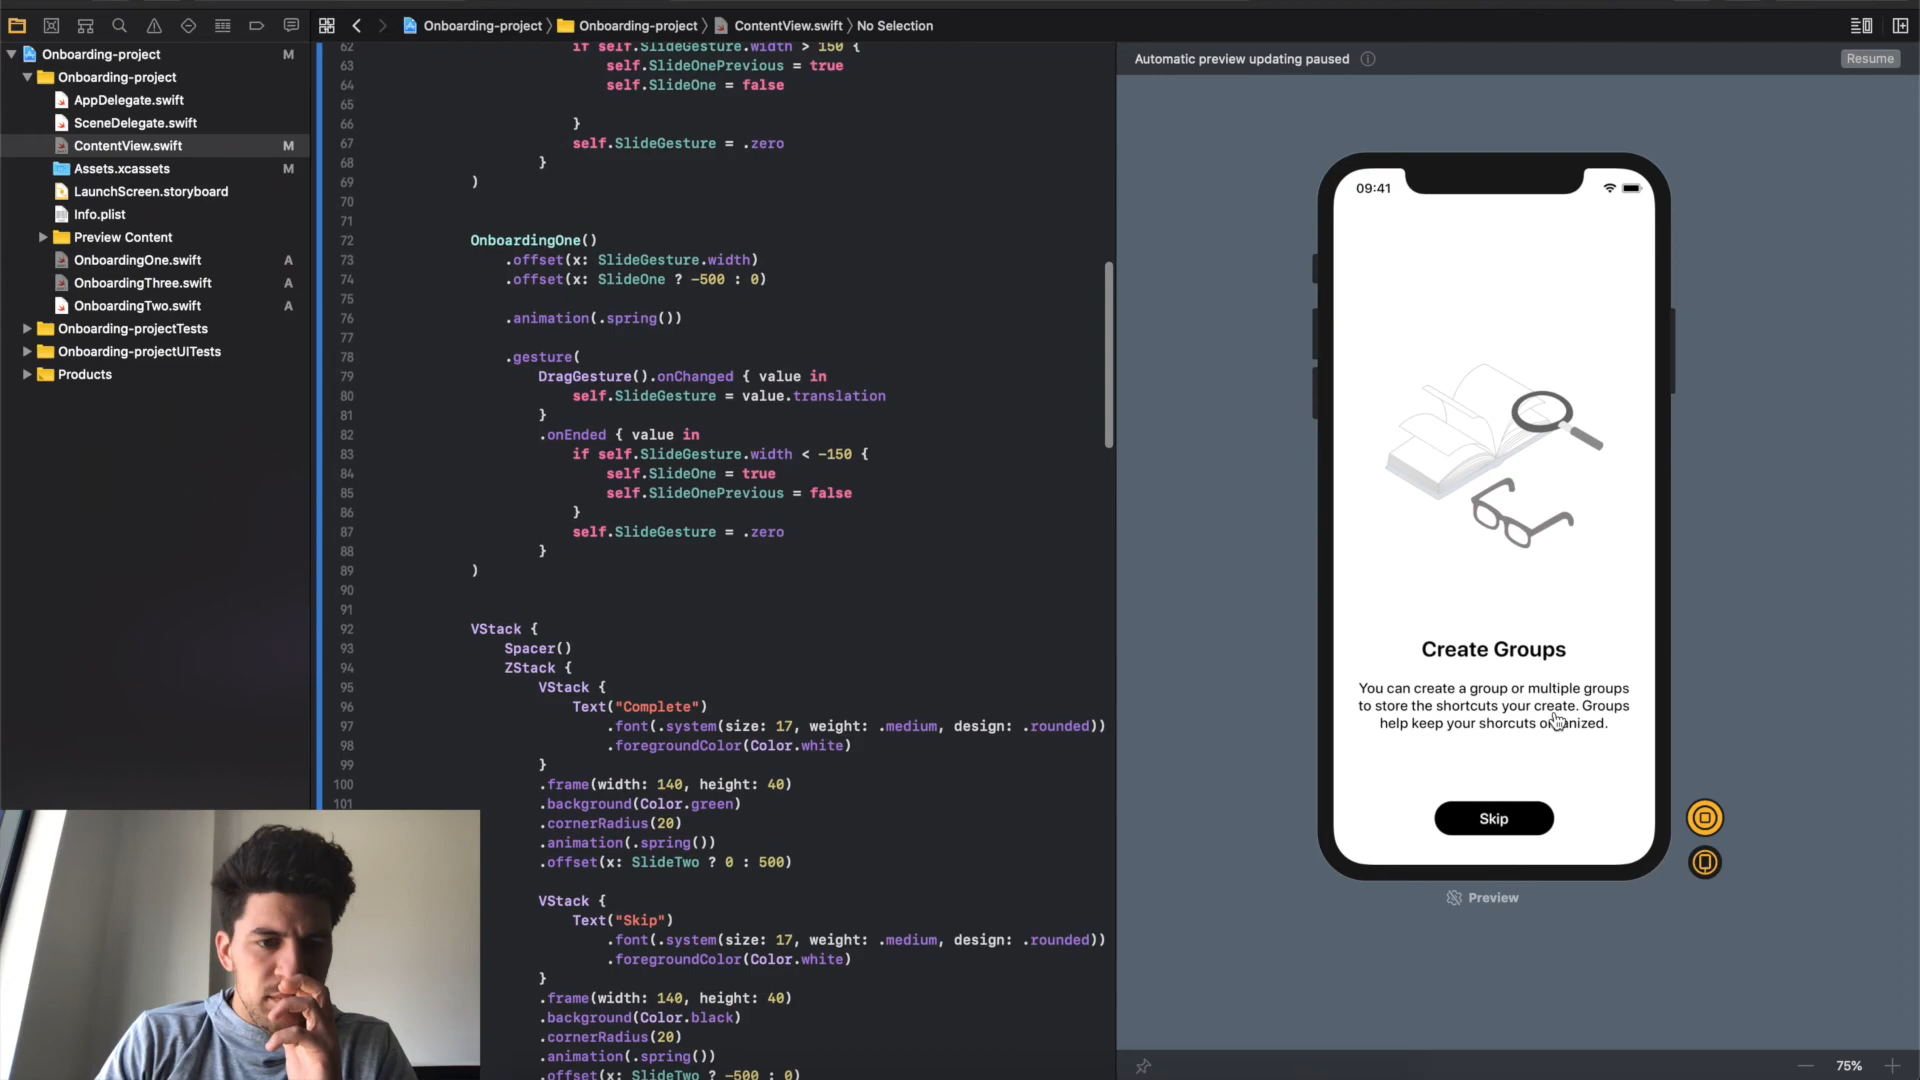 Onboarding-project 〉 Onboarding-project 〉 ContentView.swift 〉 No Selection
Onboarding-project M
Onboarding-project
AppDelegate.swift
SceneDelegate.swift
ContentView.swift M
Assets.xcassets M
LaunchScreen.storyboard
Info.plist
Preview Content
OnboardingOne.swift A
OnboardingThree.swift A
OnboardingTwo.swift A
Onboarding-projectTests
Onboarding-projectUITests
Products
62 if self.SlideGesture.width > 150 {
63 self.SlideOnePrevious = true
64 self.SlideOne = false
65
66 }
67 self.SlideGesture = .zero
68 }
69 )
70
71
72 OnboardingOne()
73 .offset(x: SlideGesture.width)
74 .offset(x: SlideOne ? -500 : 0)
75
76 .animation(.spring())
77
78 .gesture(
79 DragGesture().onChanged { value in
80 self.SlideGesture = value.translation
81 }
82 .onEnded { value in
83 if self.SlideGesture.width < -150 {
84 self.SlideOne = true
85 self.SlideOnePrevious = false
86 }
87 self.SlideGesture = .zero
88 }
89 )
90
91
92 VStack {
93 Spacer()
94 ZStack {
95 VStack {
96 Text("Complete")
97 .font(.system(size: 17, weight: .medium, design: .rounded))
98 .foregroundColor(Color.white)
99 }
100 .frame(width: 140, height: 40)
101 .background(Color.green)
.cornerRadius(20)
.animation(.spring())
.offset(x: SlideTwo ? 0 : 500)
VStack {
Text("Skip")
.font(.system(size: 17, weight: .medium, design: .rounded))
.foregroundColor(Color.white)
}
.frame(width: 140, height: 40)
.background(Color.black)
.cornerRadius(20)
.animation(.spring())
.offset(x: SlideTwo ? -500 : 0)
Automatic preview updating paused
Resume
09:41
Create Groups
You can create a group or multiple groups
to store the shortcuts your create. Groups
help keep your shorcuts
Skip
Preview
75%